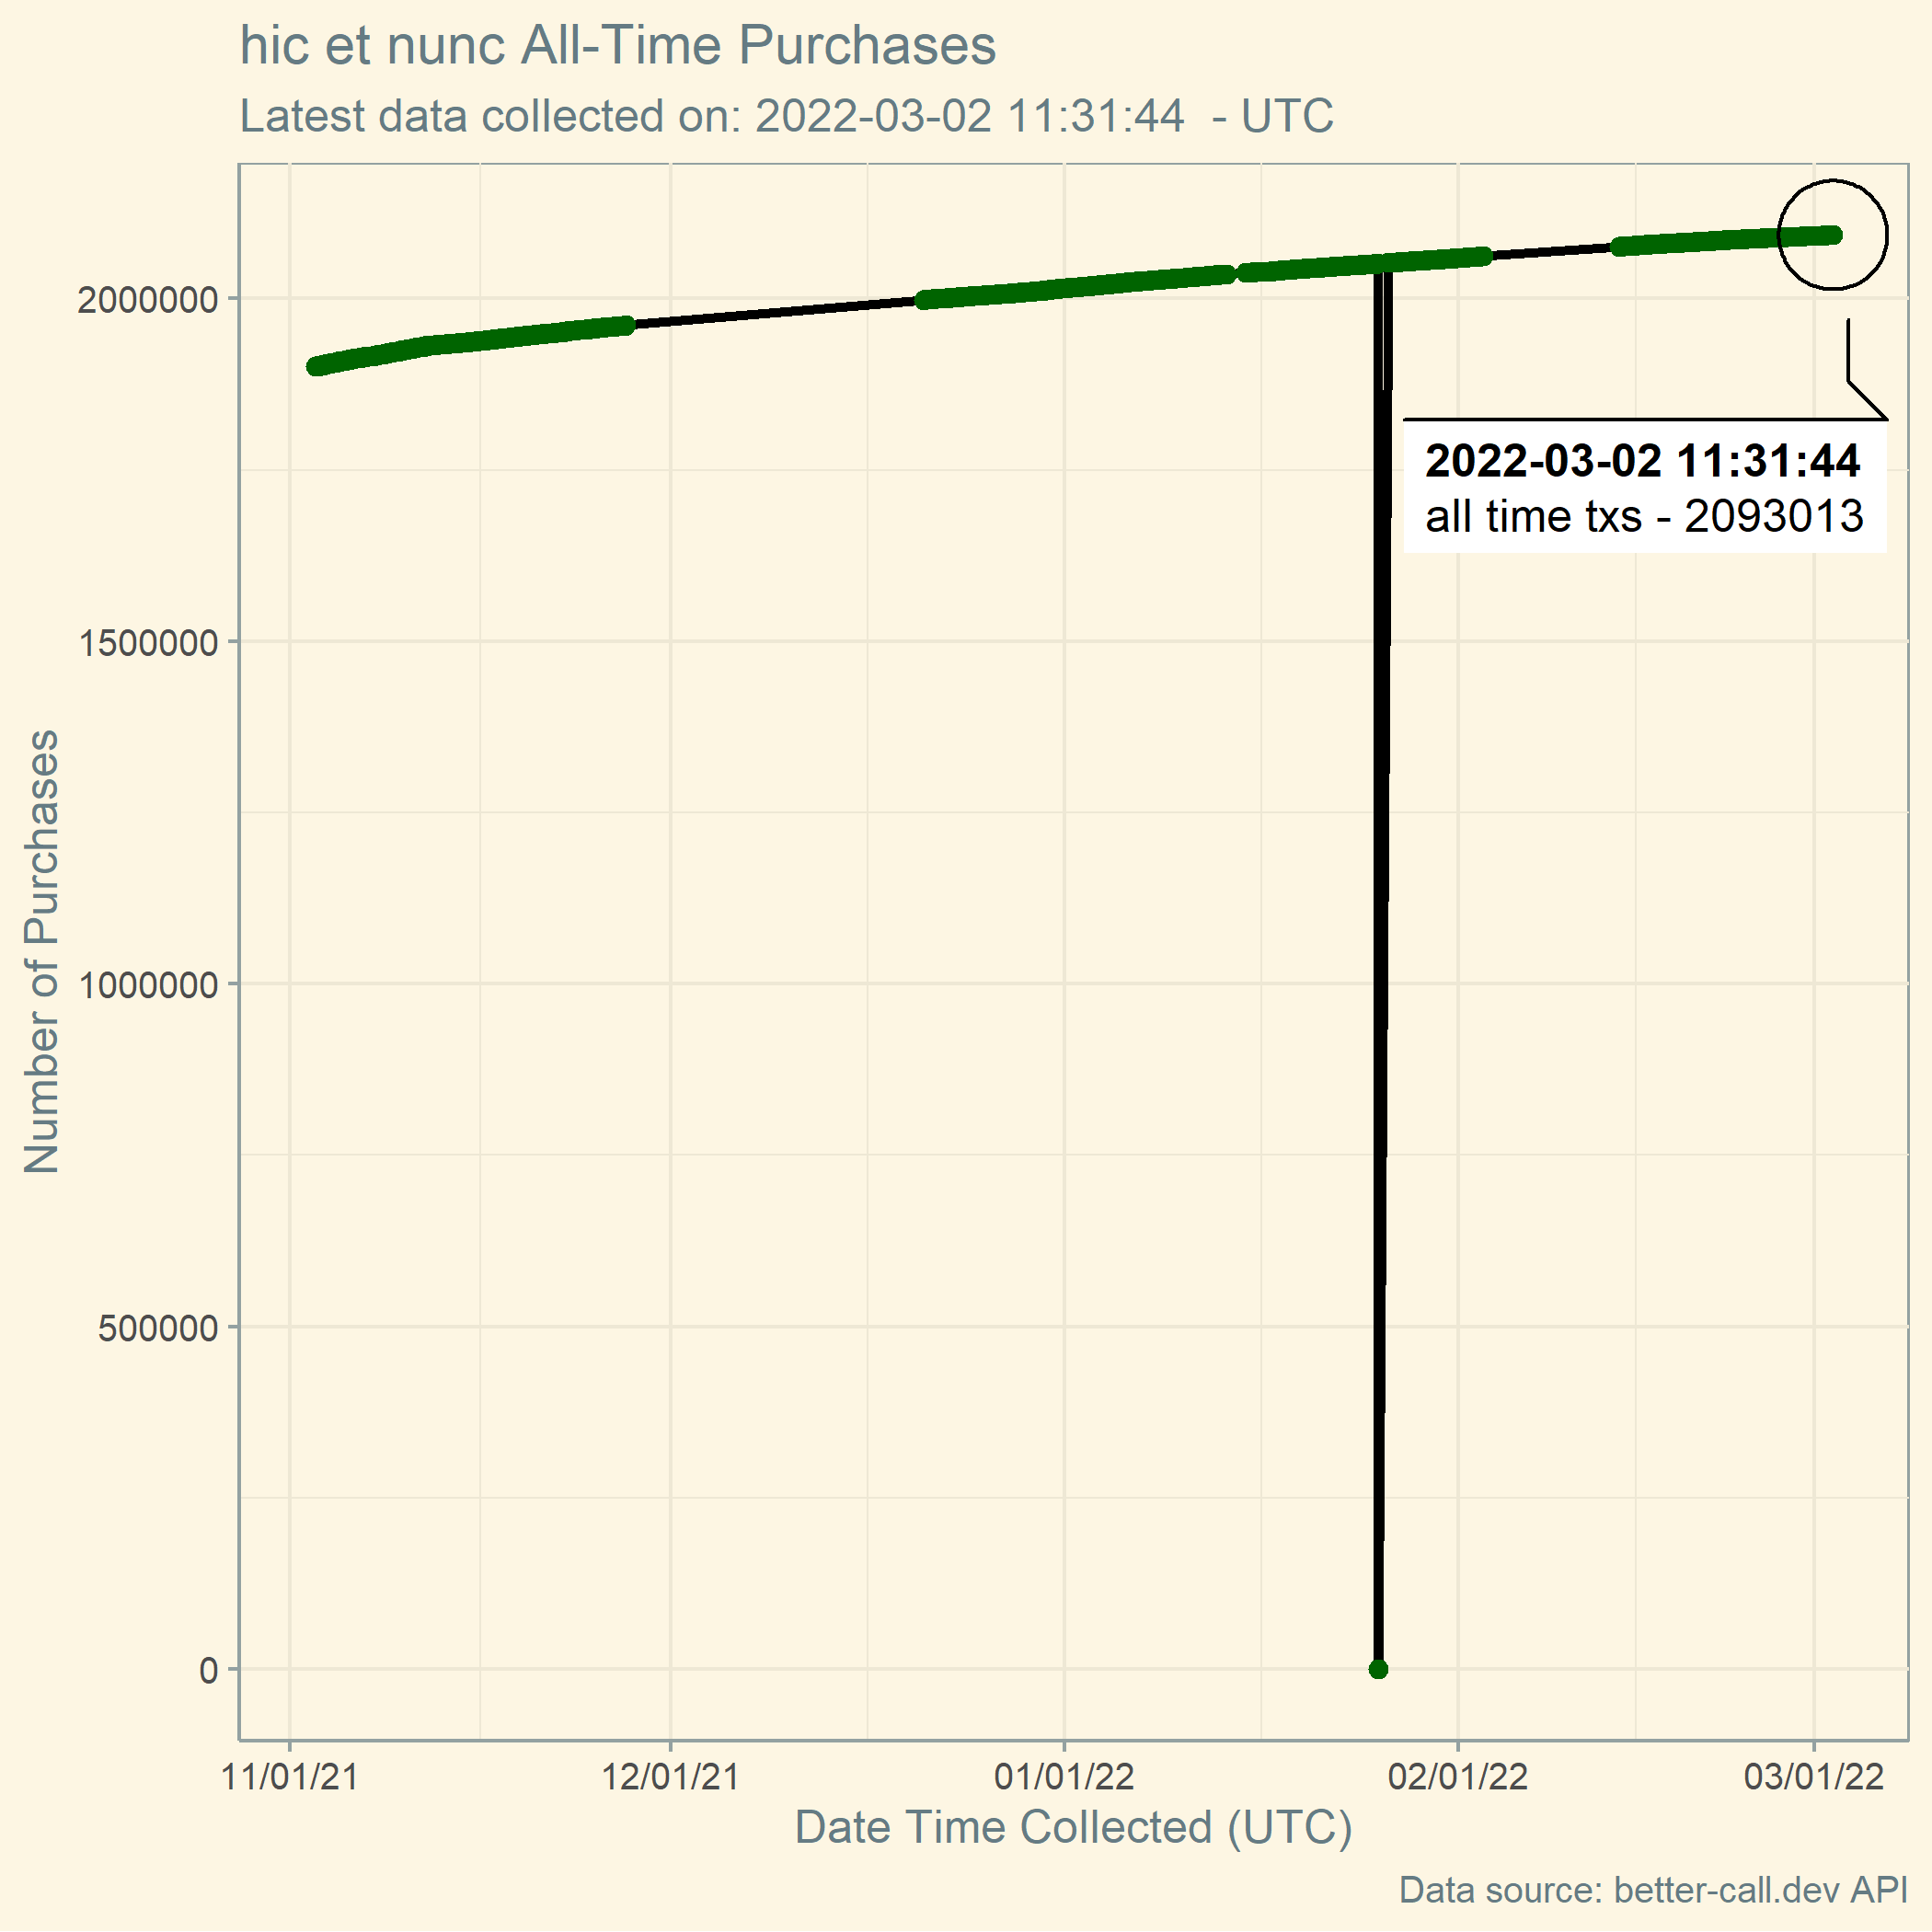 hic et nunc All-Time Purchases
Latest data collected on: 2022-03-02 11:31:44  - UTC
Number of Purchases
2000000
1500000
1000000
500000
0
2022-03-02 11:31:44
all time txs - 2093013
11/01/21 12/01/21 01/01/22 02/01/22 03/01/22
Date Time Collected (UTC)
Data source: better-call.dev API